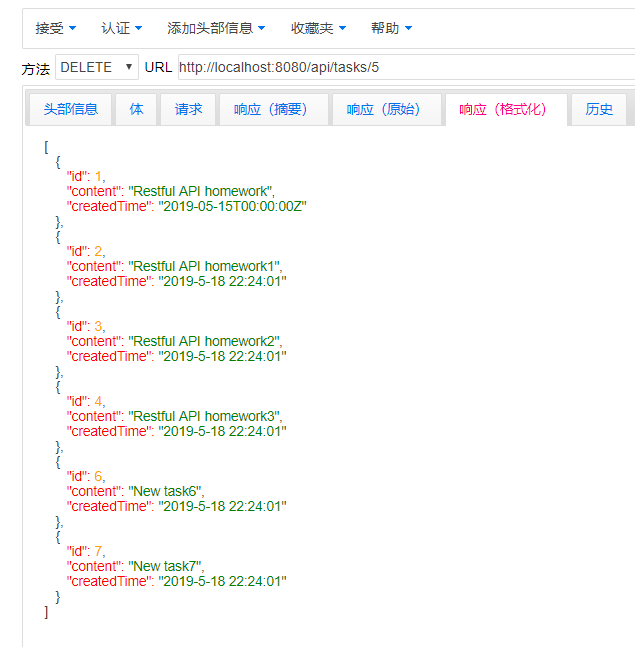 接受 认证 添加头部信息 收藏夹 帮助
方法 DELETE URL http://localhost:8080/api/tasks/5
头部信息 体 请求 响应（摘要） 响应（原始） 响应（格式化） 历史
[
{
"id": 1,
"content": "Restful API homework",
"createdTime": "2019-05-15T00:00:00Z"
},
{
"id": 2,
"content": "Restful API homework1",
"createdTime": "2019-5-18 22:24:01"
},
{
"id": 3,
"content": "Restful API homework2",
"createdTime": "2019-5-18 22:24:01"
},
{
"id": 4,
"content": "Restful API homework3",
"createdTime": "2019-5-18 22:24:01"
},
{
"id": 6,
"content": "New task6",
"createdTime": "2019-5-18 22:24:01"
},
{
"id": 7,
"content": "New task7",
"createdTime": "2019-5-18 22:24:01"
}
]